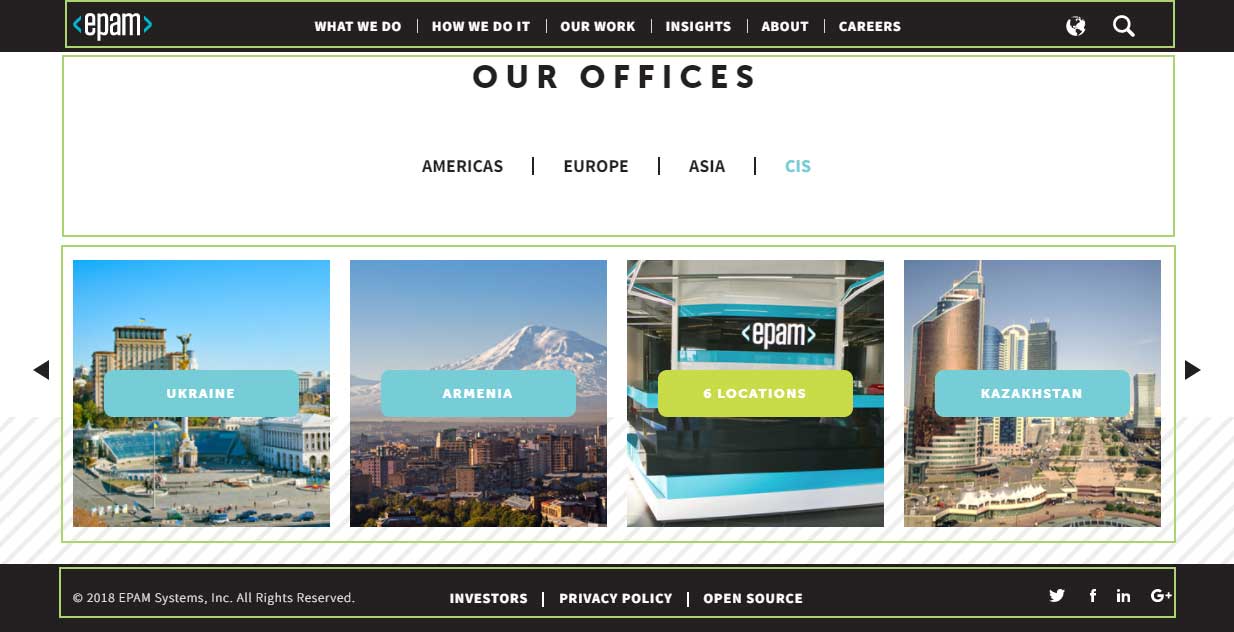 <epam>
WHAT WE DO | HOW WE DO IT | OUR WORK | INSIGHTS | ABOUT | CAREERS
OUR OFFICES
AMERICAS | EUROPE | ASIA | CIS
<epam>
UKRAINE
ARMENIA
6 LOCATIONS
KAZAKHSTAN
© 2018 EPAM Systems, Inc. All Rights Reserved.
INVESTORS | PRIVACY POLICY | OPEN SOURCE
f in G+